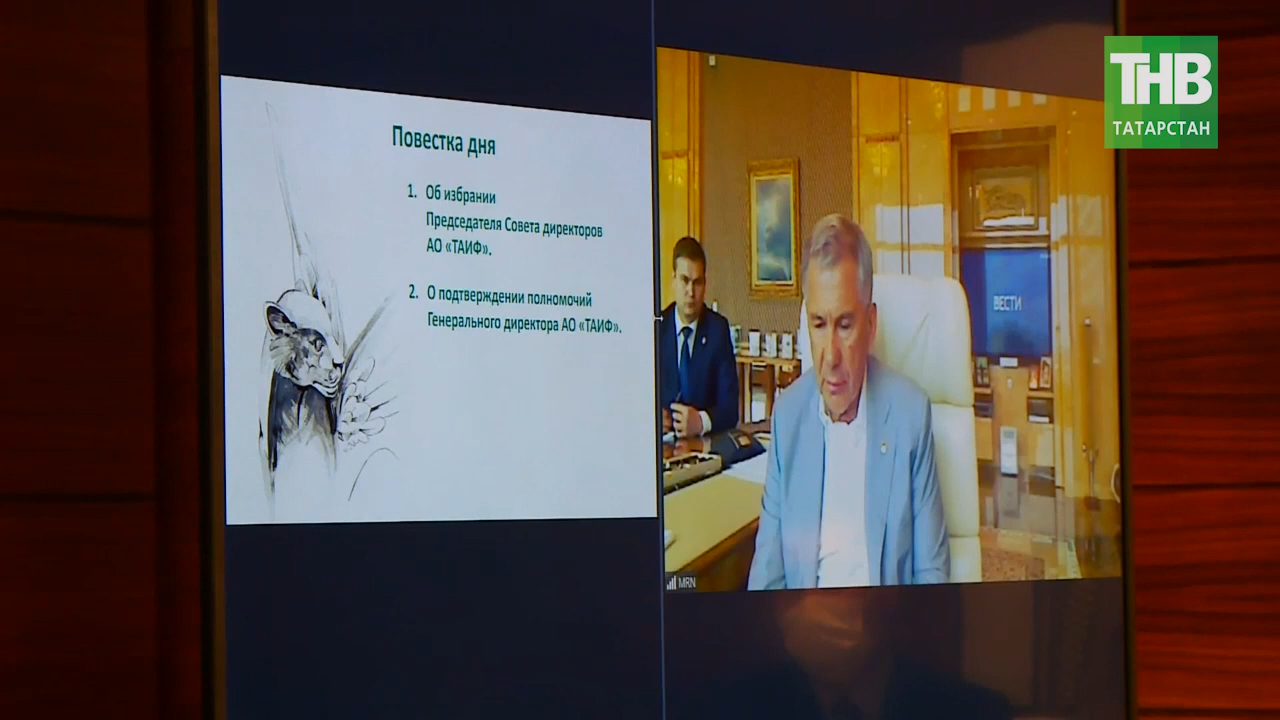 Повестка дня
1. Об избрании
Председателя Совета директоров
АО «ТАИФ».
2. О подтверждении полномочий
Генерального директора АО «ТАИФ».
ВЕСТИ
MRN
ТНВ
ТАТАРСТАН